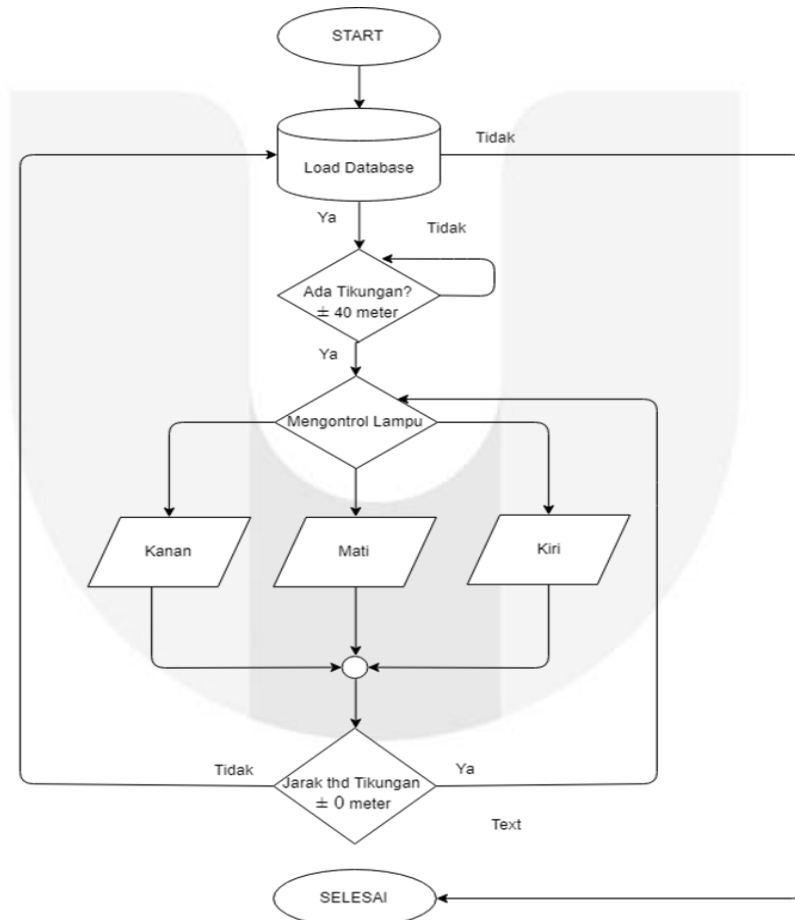 START
Tidak
Load Database
Ya
Tidak
Ada Tikungan?
± 40 meter
Ya
Mengontrol Lampu
Kanan
Mati
Kiri
Tidak
Jarak thd Tikungan
± 0 meter
Ya
Text
SELESAI